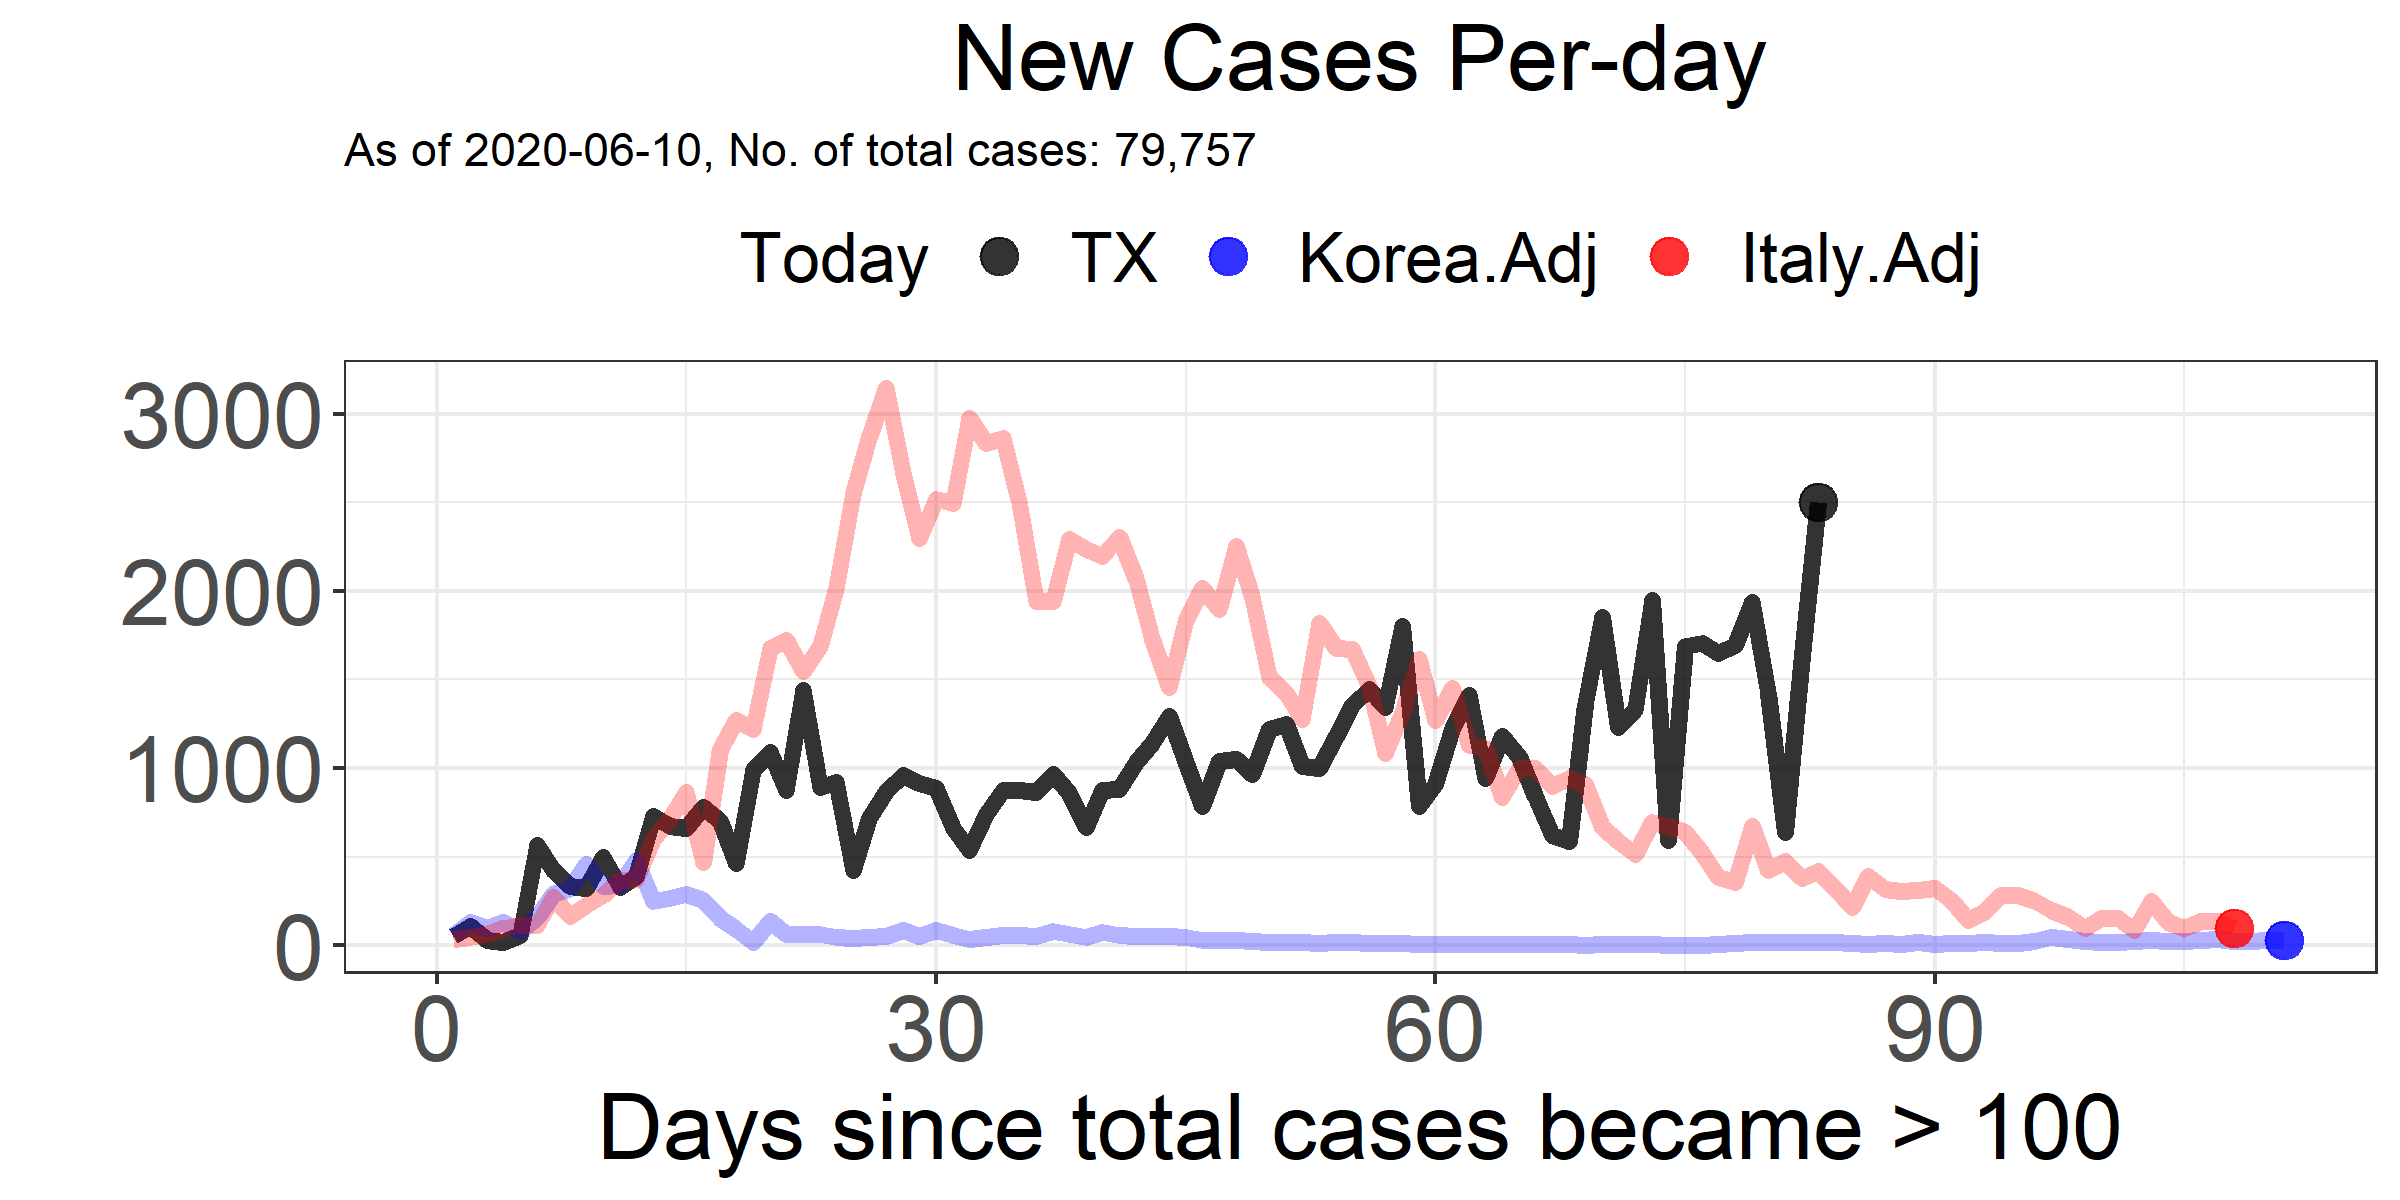 New Cases Per-day
As of 2020-06-10, No. of total cases: 79,757
Today TX Korea.Adj Italy.Adj
3000
2000
1000
0
0 30 60 90
Days since total cases became > 100